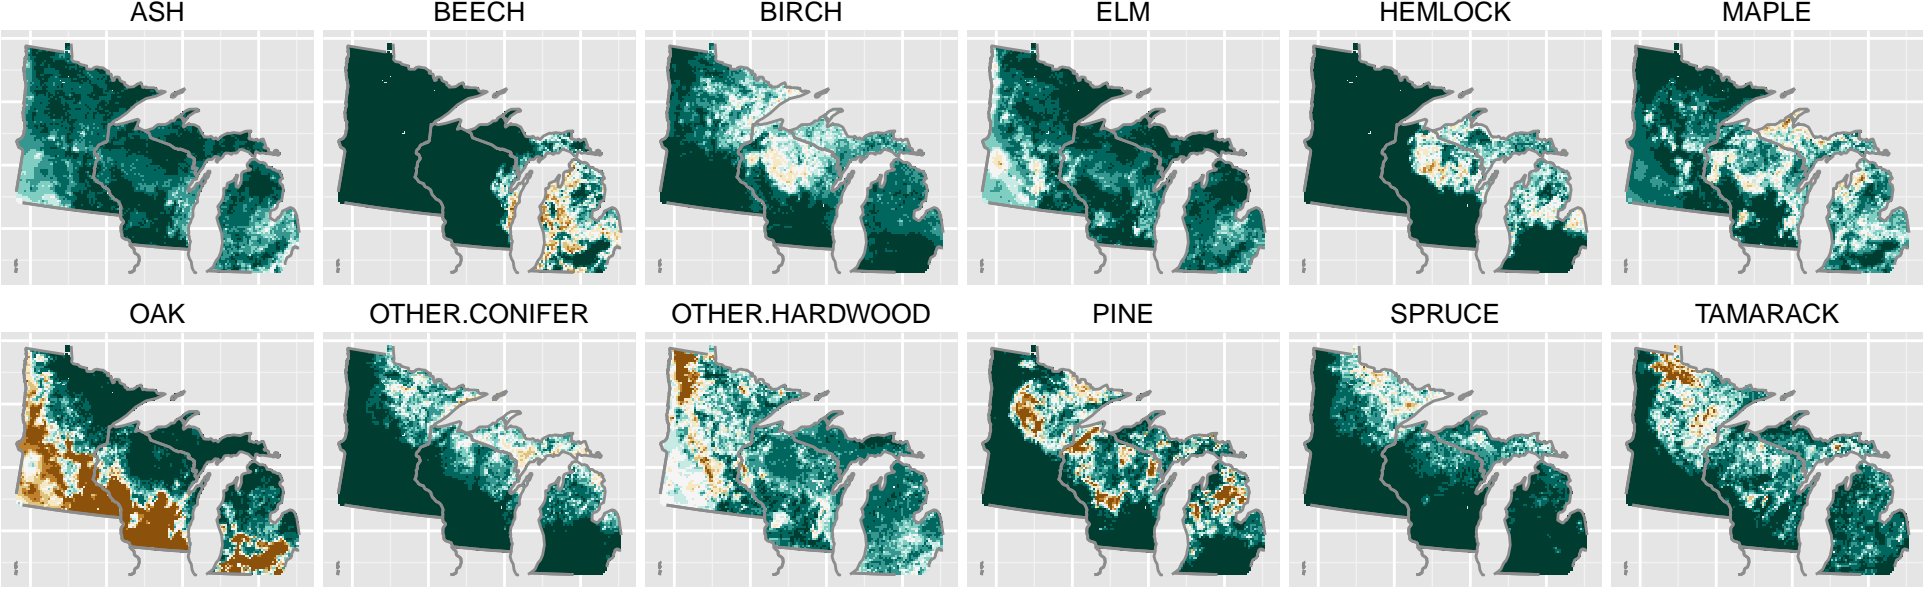 ASH BEECH BIRCH ELM HEMLOCK MAPLE
OAK OTHER.CONIFER OTHER.HARDWOOD PINE SPRUCE TAMARACK